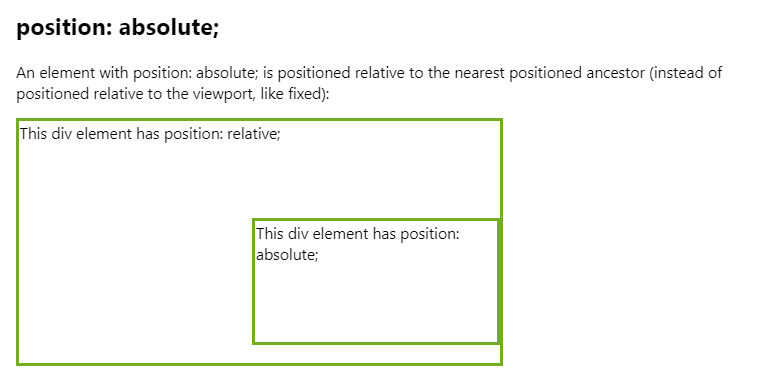 position: absolute;
An element with position: absolute; is positioned relative to the nearest positioned ancestor (instead of
positioned relative to the viewport, like fixed):
This div element has position: relative;
This div element has position:
absolute;